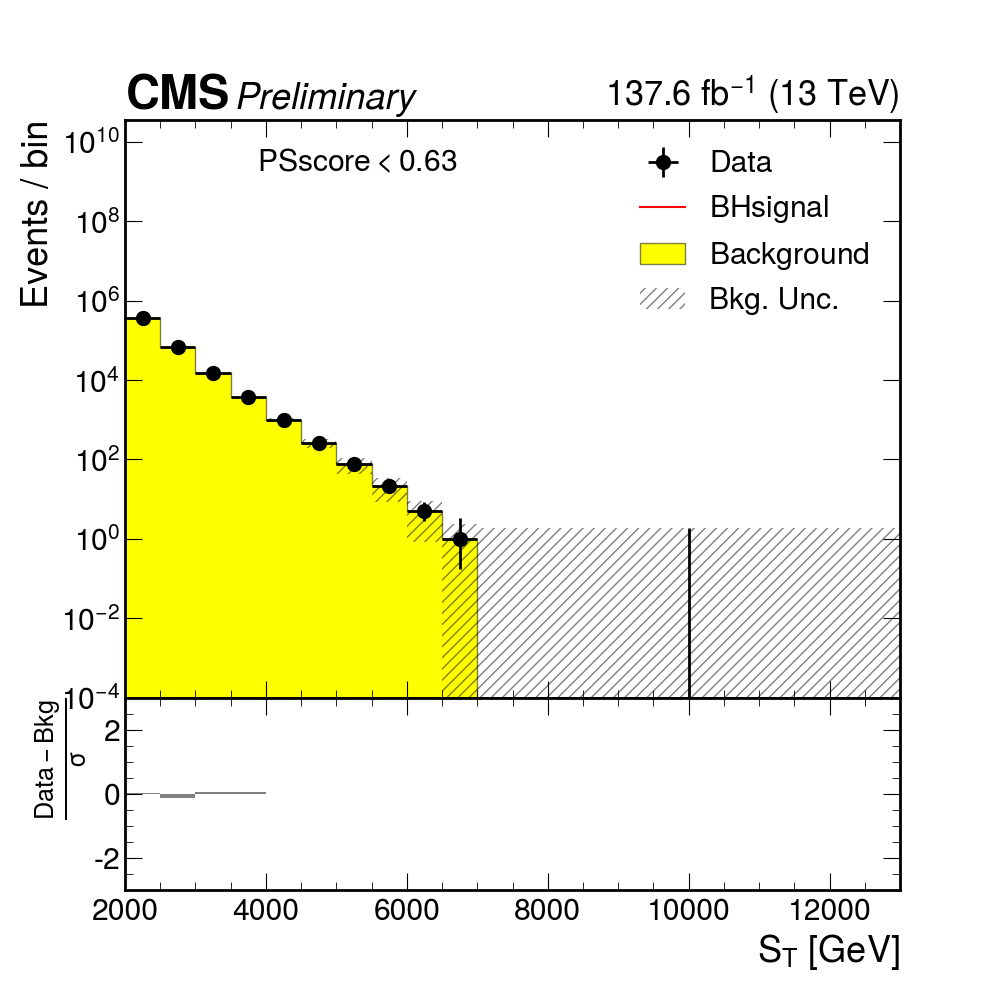 CMS Preliminary 137.6 fb⁻¹ (13 TeV)
Events / bin
PSscore < 0.63
Data
BHsignal
Background
Bkg. Unc.
10¹⁰
10⁸
10⁶
10⁴
10²
10⁰
10⁻²
10⁻⁴
Data – Bkg
σ
2
0
-2
2000 4000 6000 8000 10000 12000
S_T [GeV]